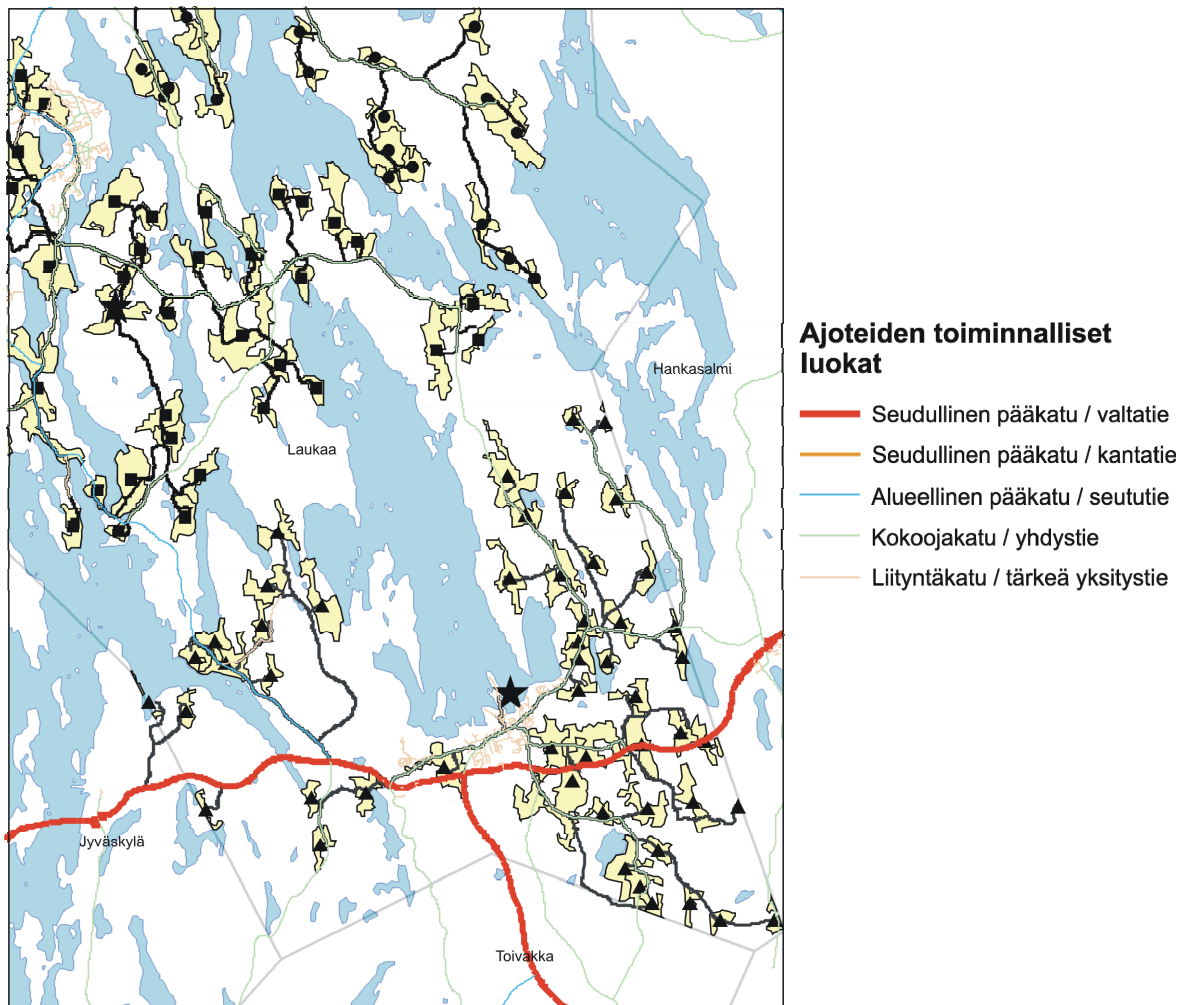 Ajoteiden toiminnalliset
luokat
Hankasalmi
Seudullinen pääkatu / valtatie
Laukaa
Seudullinen pääkatu / kantatie
Alueellinen pääkatu / seututie
Kokoojakatu / yhdystie
Liityntäkatu / tärkeä yksitystie
Jyväskylä
Toivakka